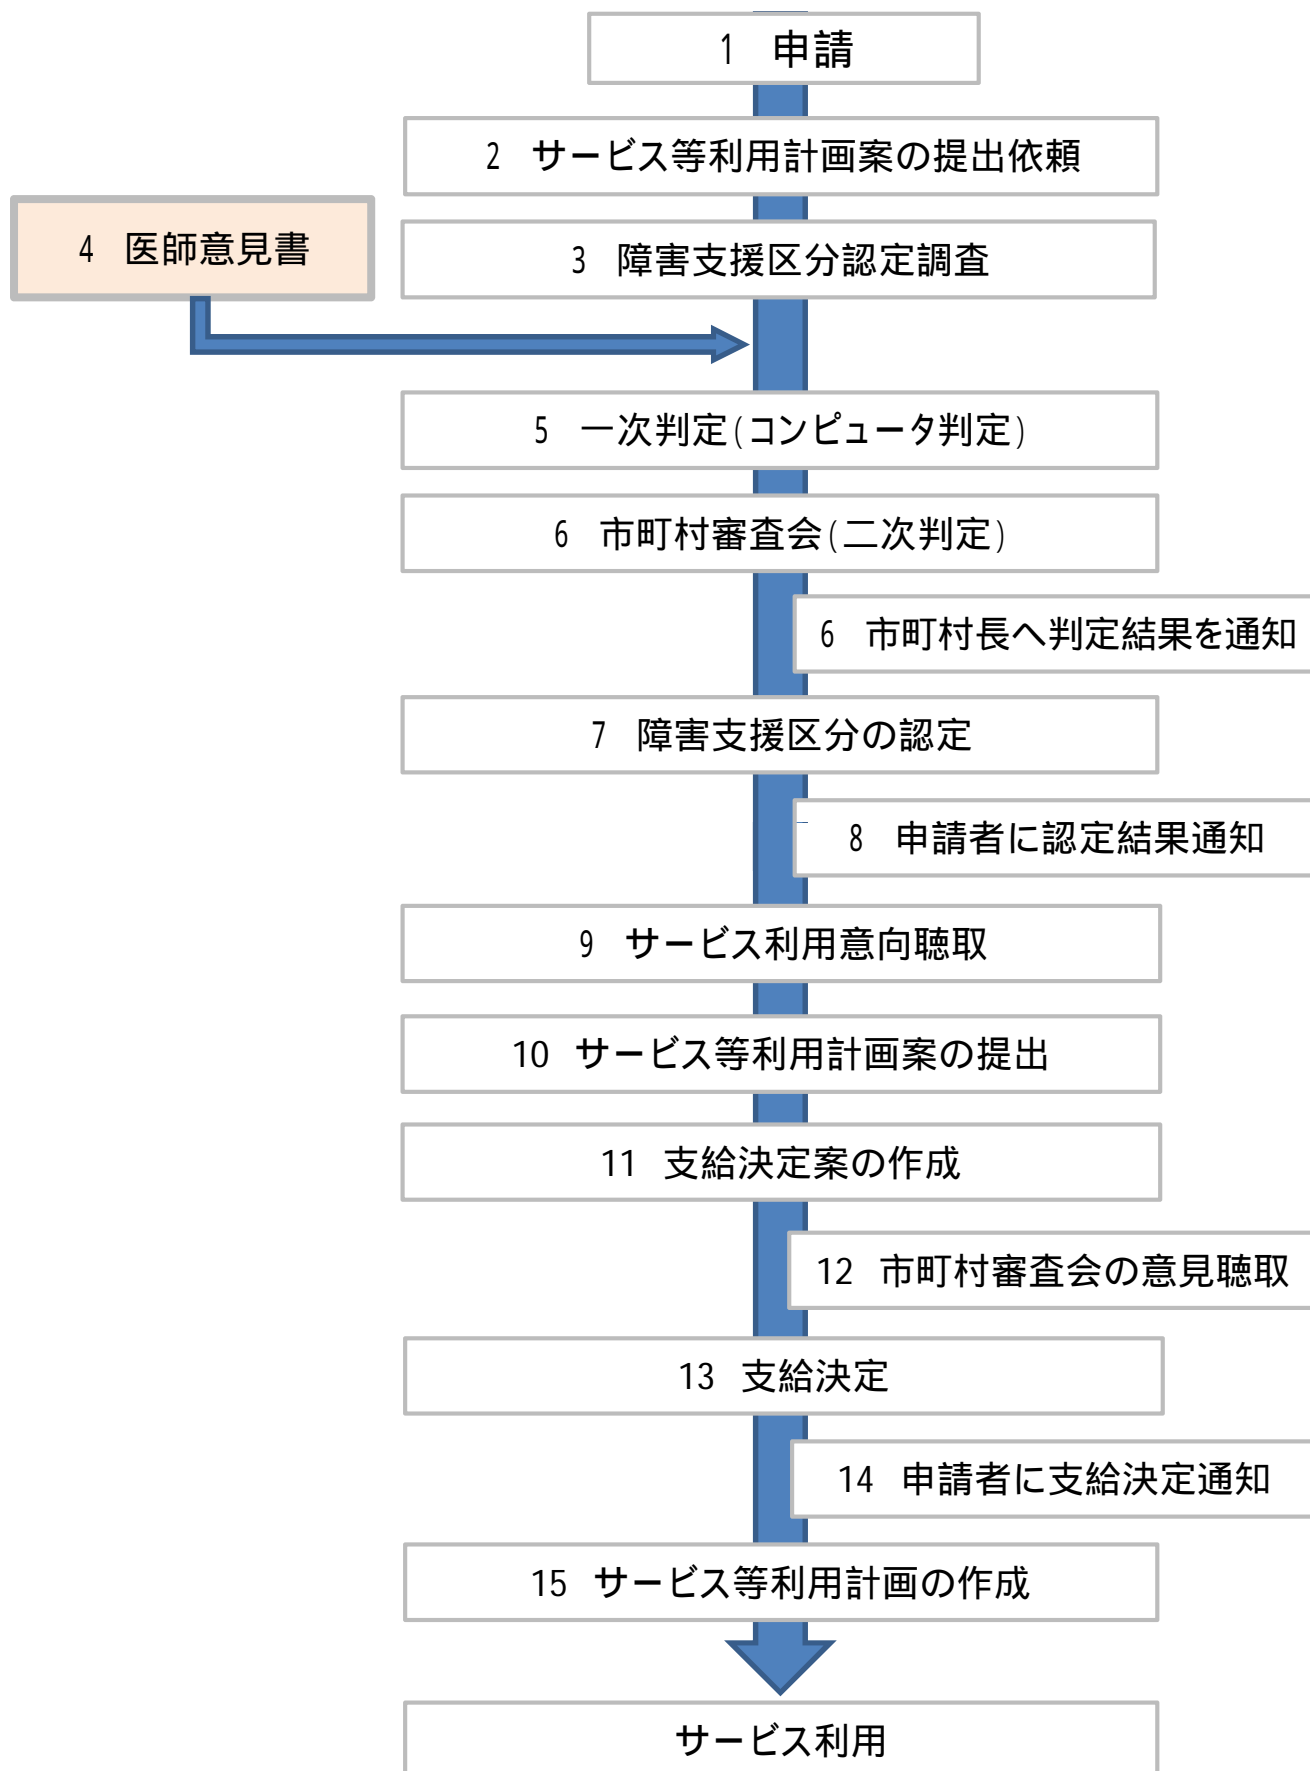 1 申請
2 サービス等利用計画案の提出依頼
4 医師意見書
3 障害支援区分認定調査
5 一次判定(コンピュータ判定)
6 市町村審査会(二次判定)
6 市町村長へ判定結果を通知
7 障害支援区分の認定
8 申請者に認定結果通知
9 サービス利用意向聴取
10 サービス等利用計画案の提出
11 支給決定案の作成
12 市町村審査会の意見聴取
13 支給決定
14 申請者に支給決定通知
15 サービス等利用計画の作成
サービス利用